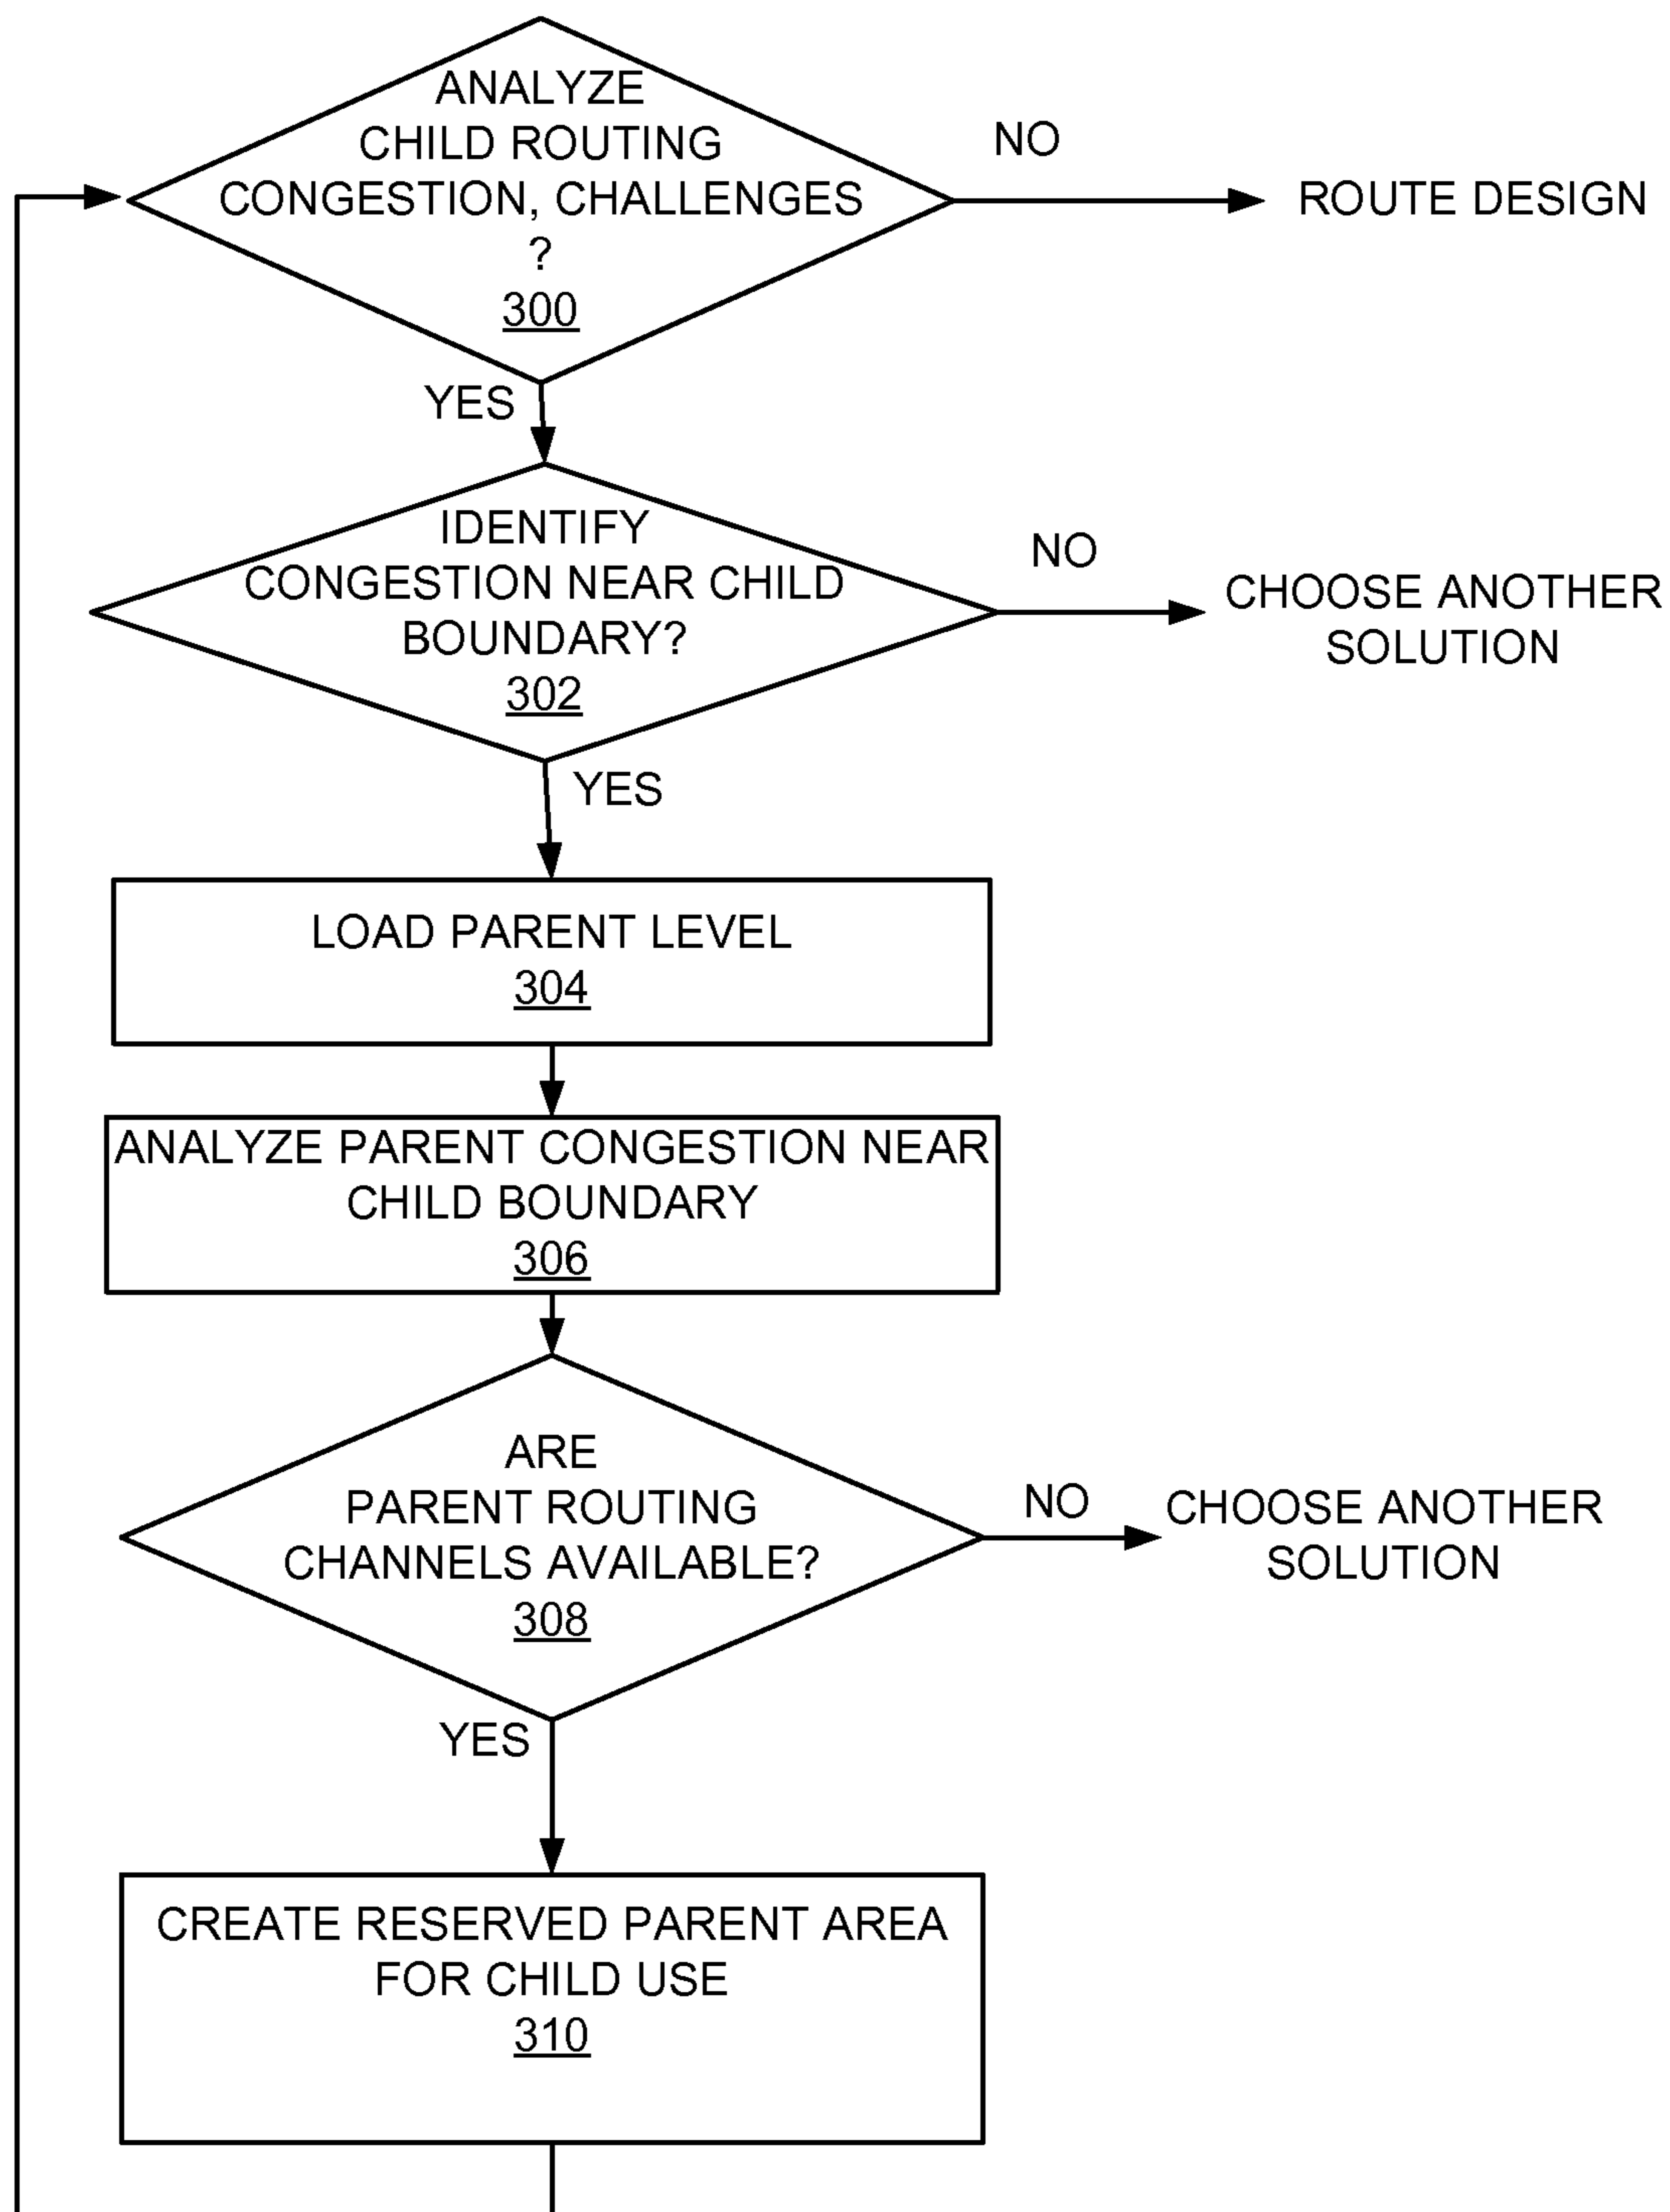 ANALYZE
CHILD ROUTING
CONGESTION, CHALLENGES
?
300
NO
ROUTE DESIGN
YES
IDENTIFY
CONGESTION NEAR CHILD
BOUNDARY?
302
NO
CHOOSE ANOTHER
SOLUTION
YES
LOAD PARENT LEVEL
304
ANALYZE PARENT CONGESTION NEAR
CHILD BOUNDARY
306
ARE
PARENT ROUTING
CHANNELS AVAILABLE?
308
NO
CHOOSE ANOTHER
SOLUTION
YES
CREATE RESERVED PARENT AREA
FOR CHILD USE
310